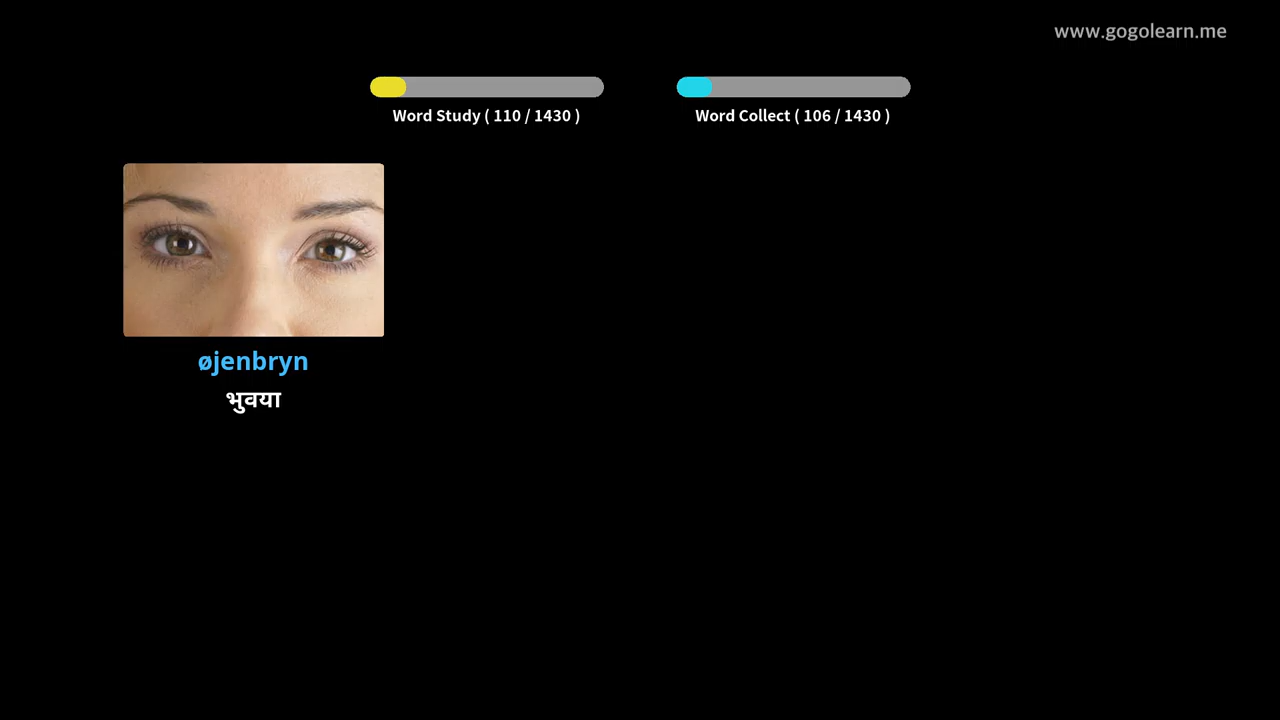 www.gogolearn.me
Word Study ( 110 / 1430 )
Word Collect ( 106 / 1430 )
øjenbryn
भुवया